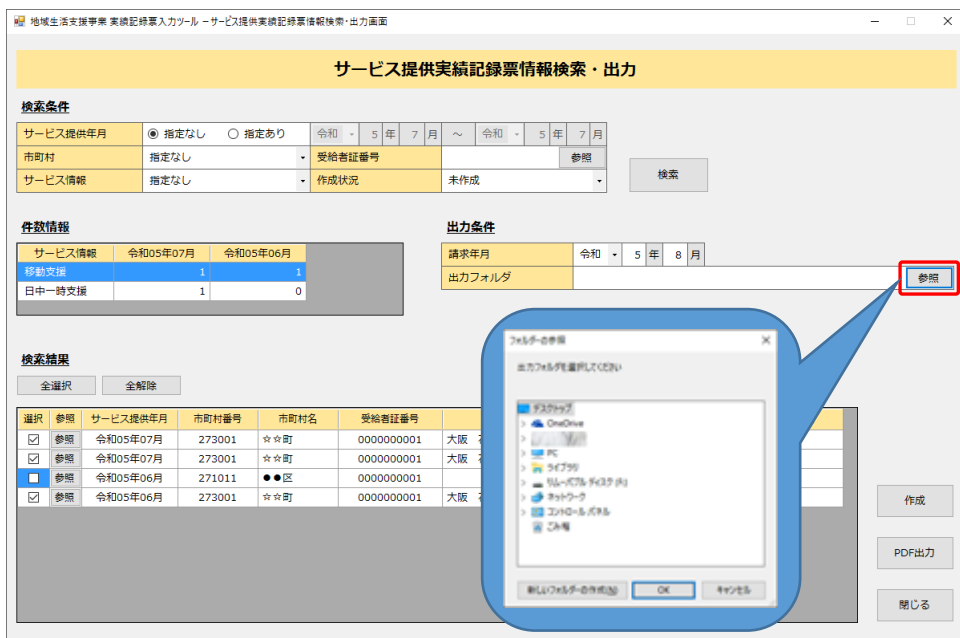 地域生活支援事業 実績記録票入力ツール －サービス提供実績記録票情報検索･出力画面
サービス提供実績記録票情報検索・出力
検索条件
サービス提供年月 指定なし 指定あり 令和 5 年 7 月 ～ 令和 5 年 7 月
市町村 指定なし 受給者証番号 参照
サービス情報 指定なし 作成状況 未作成
検索
件数情報
サービス情報 令和05年07月 令和05年06月
移動支援 1 1
日中一時支援 1 0
出力条件
請求年月 令和 5 年 8 月
出力フォルダ 参照
フォルダーの参照
出力フォルダを選択してください
デスクトップ
OneDrive
PC
ライブラリ
リムーバブル ディスク
ネットワーク
コントロール パネル
ごみ箱
新しいフォルダーの作成(N) OK キャンセル
検索結果
全選択 全解除
選択 参照 サービス提供年月 市町村番号 市町村名 受給者証番号
参照 令和05年07月 273001 ☆☆町 0000000001 大阪
参照 令和05年07月 273001 ☆☆町 0000000001 大阪
参照 令和05年06月 271011 ●●区 0000000001
参照 令和05年06月 273001 ☆☆町 0000000001 大阪
作成
PDF出力
閉じる